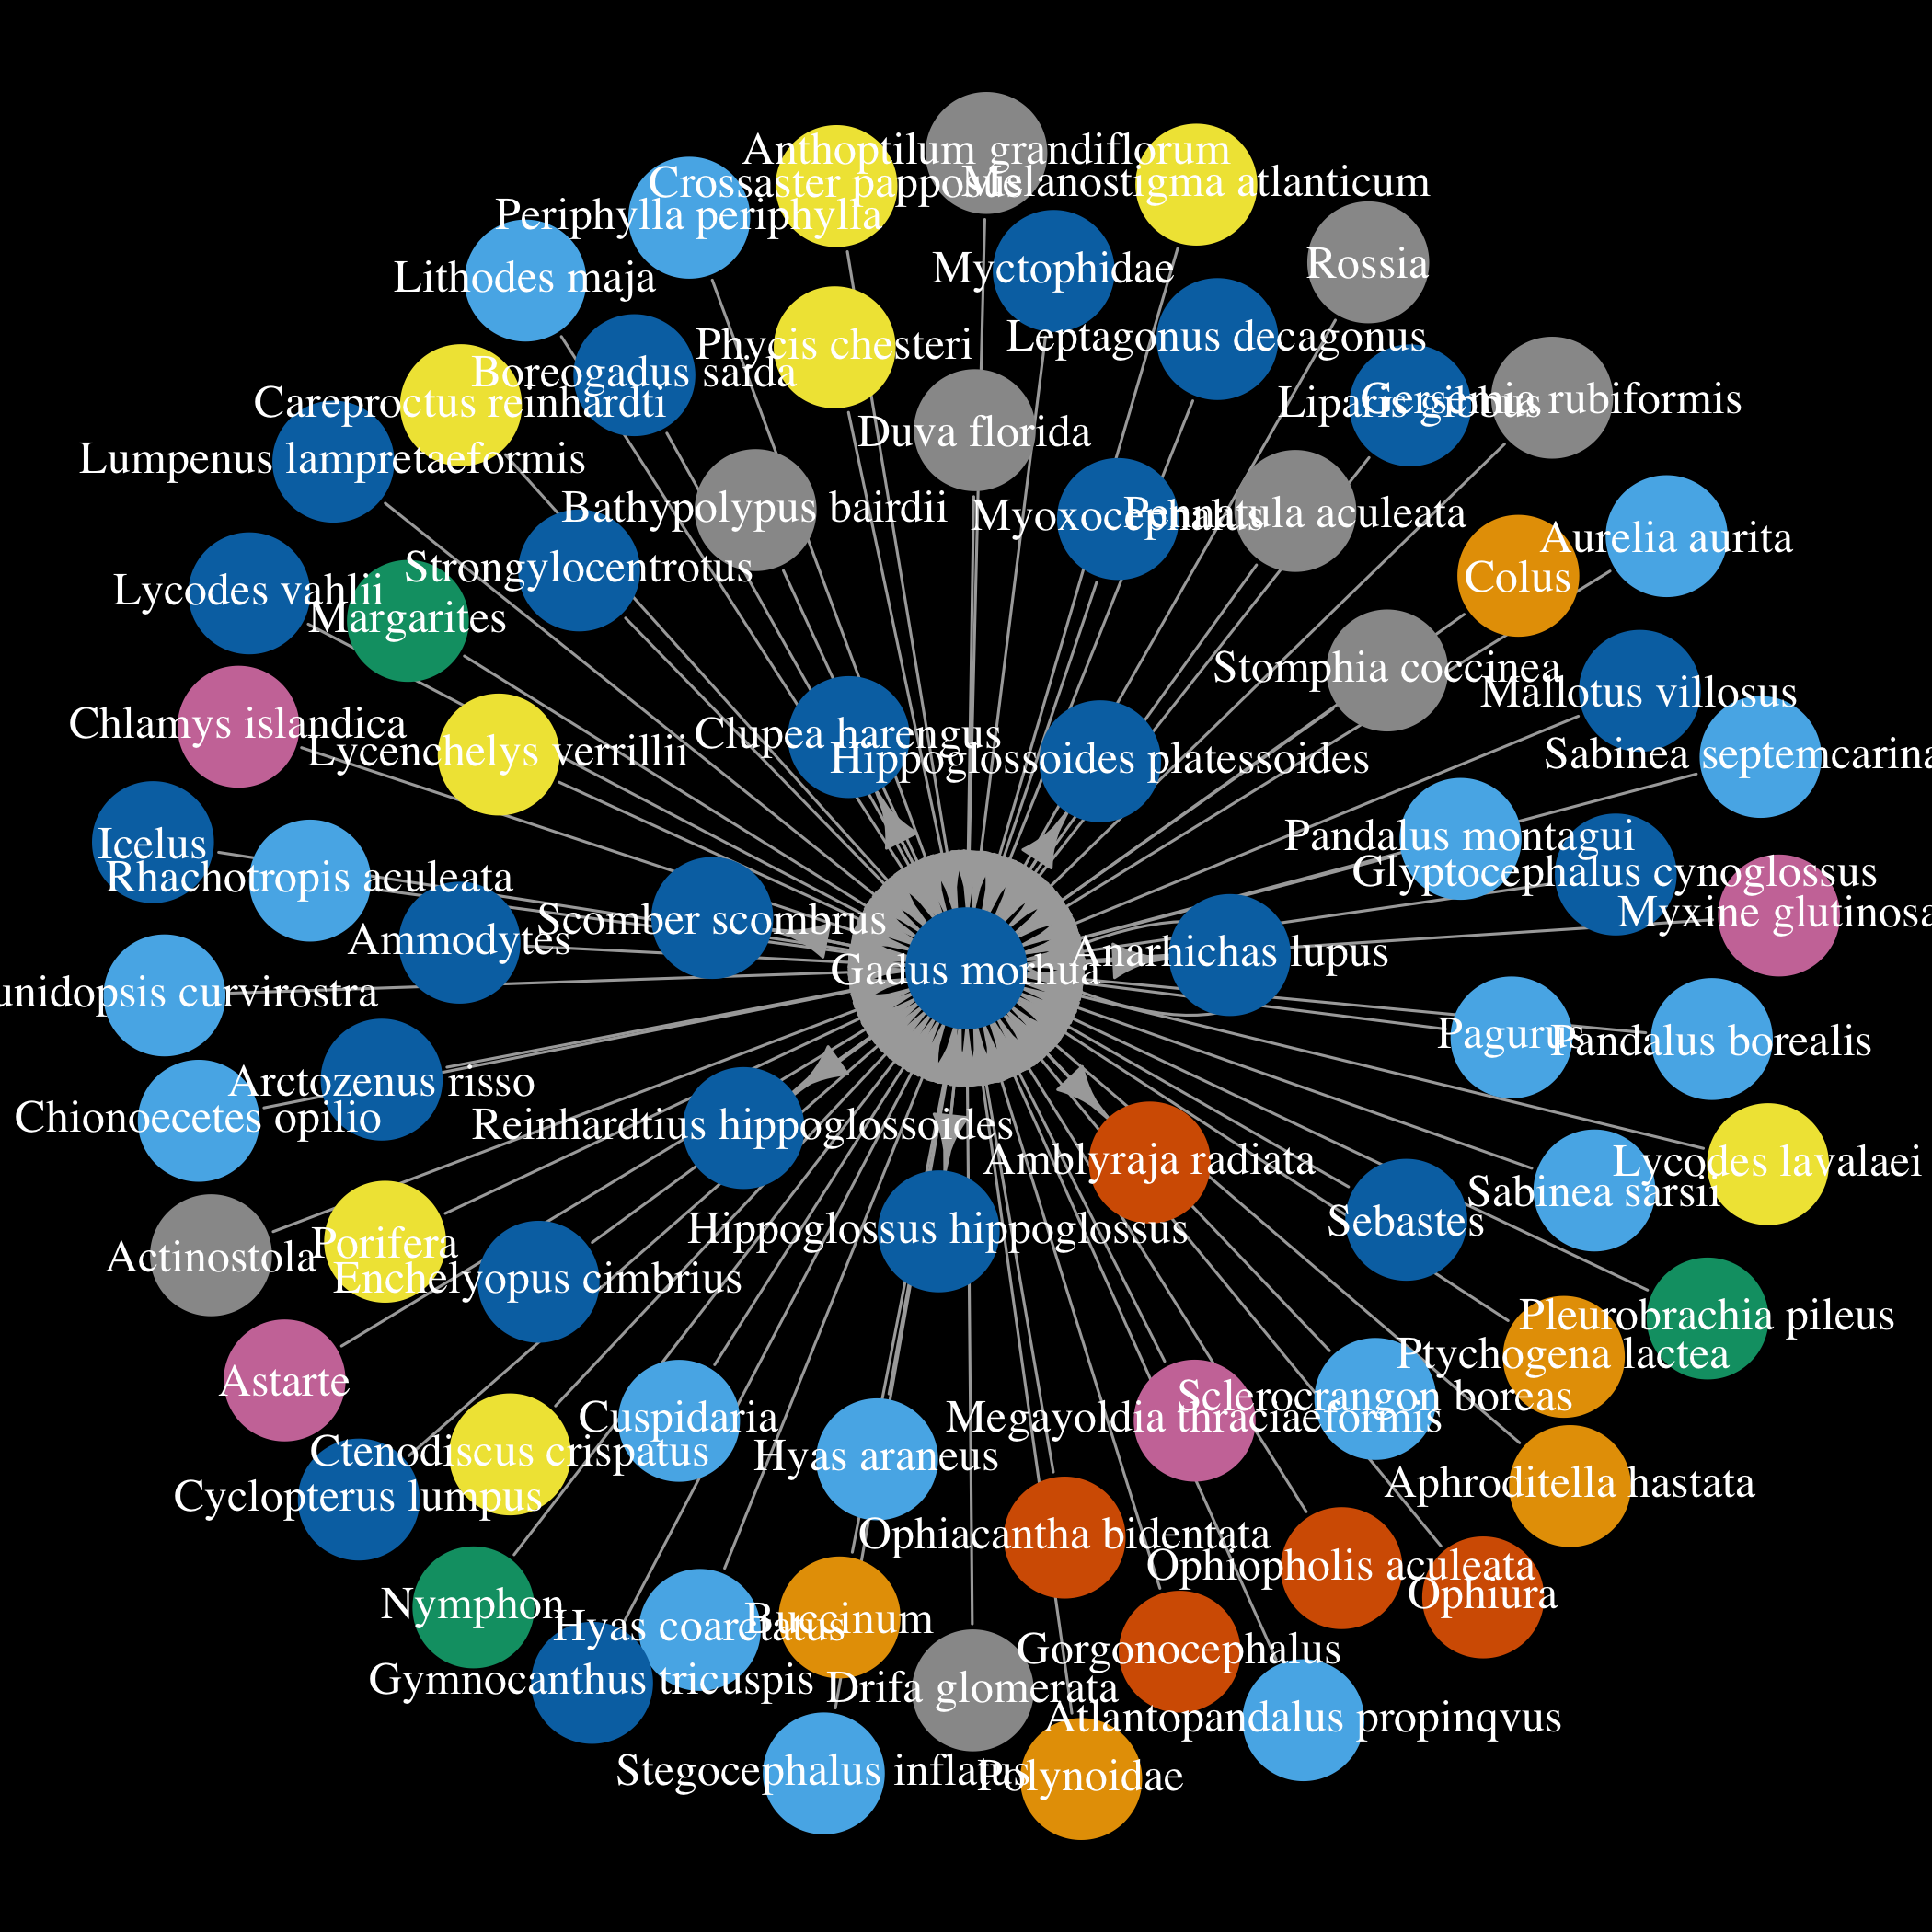 Anthoptilum grandiflorum
Crossaster papposus
Melanostigma atlanticum
Periphylla periphylla
Lithodes maja
Myctophidae
Rossia
Phycis chesteri
Leptagonus decagonus
Boreogadus saida
Careproctus reinhardti
Liparis gibbus
Gersemia rubiformis
Duva florida
Lumpenus lampretaeformis
Bathypolypus bairdii
Myoxocephalus
Pennatula aculeata
Aurelia aurita
Strongylocentrotus
Colus
Lycodes vahlii
Margarites
Stomphia coccinea
Mallotus villosus
Chlamys islandica
Lycenchelys verrillii
Clupea harengus
Hippoglossoides platessoides
Sabinea septemcarina
Icelus
Pandalus montagui
Rhachotropis aculeata
Glyptocephalus cynoglossus
Scomber scombrus
Myxine glutinosa
Ammodytes
Anarhichas lupus
Gadus morhua
unidopsis curvirostra
Pagurus
Pandalus borealis
Arctozenus risso
Chionoecetes opilio
Reinhardtius hippoglossoides
Amblyraja radiata
Lycodes lavalaei
Sabinea sarsii
Hippoglossus hippoglossus
Sebastes
Actinostola
Porifera
Enchelyopus cimbrius
Pleurobrachia pileus
Ptychogena lactea
Astarte
Sclerocrangon boreas
Cuspidaria
Megayoldia thraciaeformis
Ctenodiscus crispatus
Hyas araneus
Aphroditella hastata
Cyclopterus lumpus
Ophiacantha bidentata
Ophiopholis aculeata
Ophiura
Nymphon
Hyas coarctatus
Buccinum
Gorgonocephalus
Gymnocanthus tricuspis
Drifa glomerata
Atlantopandalus propinqvus
Stegocephalus inflatus
Polynoidae